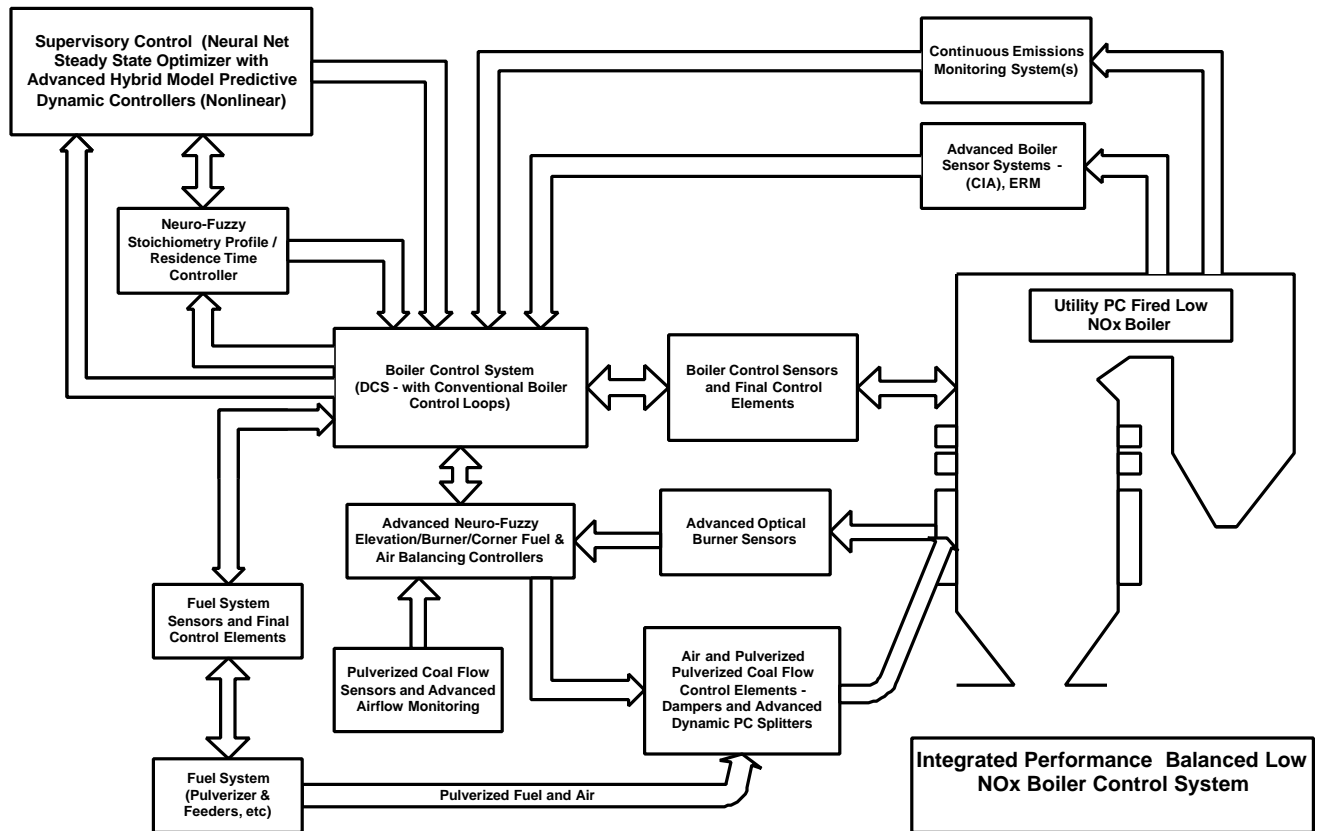 Supervisory Control (Neural Net
Steady State Optimizer with
Advanced Hybrid Model Predictive
Dynamic Controllers (Nonlinear)
Continuous Emissions
Monitoring System(s)
Advanced Boiler
Sensor Systems -
(CIA), ERM
Neuro-Fuzzy
Stoichiometry Profile /
Residence Time
Controller
Utility PC Fired Low
NOx Boiler
Boiler Control System
(DCS - with Conventional Boiler
Control Loops)
Boiler Control Sensors
and Final Control
Elements
Advanced Neuro-Fuzzy
Elevation/Burner/Corner Fuel &
Air Balancing Controllers
Advanced Optical
Burner Sensors
Fuel System
Sensors and Final
Control Elements
Pulverized Coal Flow
Sensors and Advanced
Airflow Monitoring
Air and Pulverized
Pulverized Coal Flow
Control Elements -
Dampers and Advanced
Dynamic PC Splitters
Fuel System
(Pulverizer &
Feeders, etc)
Pulverized Fuel and Air
Integrated Performance Balanced Low
NOx Boiler Control System